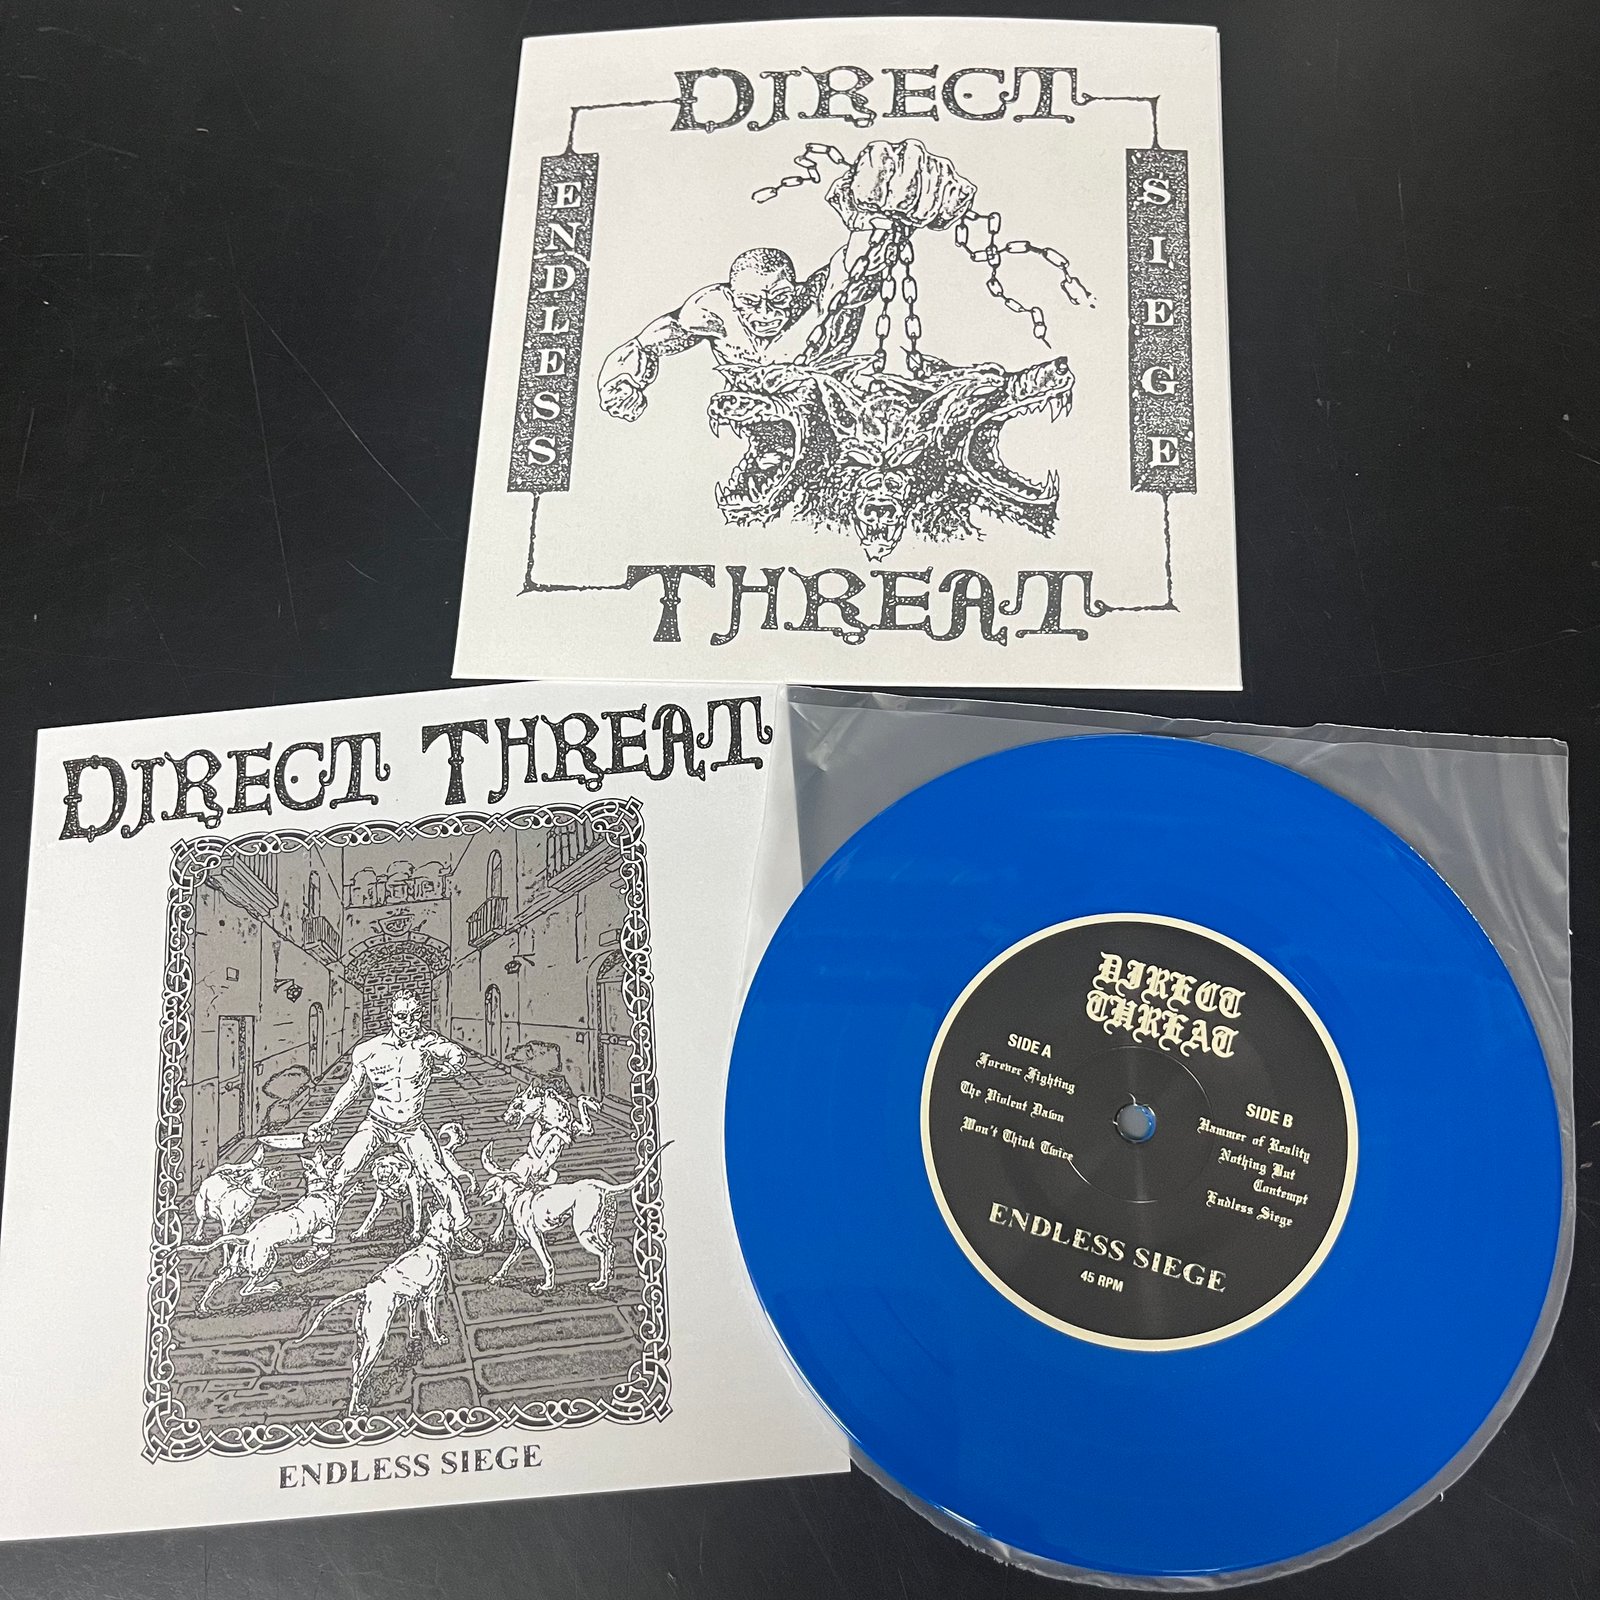 DIRECT
ENDLESS
SIEGE
THREAT
DIRECT THREAT
ENDLESS SIEGE
DIRECT
THREAT
SIDE A
Forever Fighting
The Violent Dawn
Won't Think Twice
SIDE B
Hammer of Reality
Nothing But
Contempt
Endless Siege
ENDLESS SIEGE
45 RPM